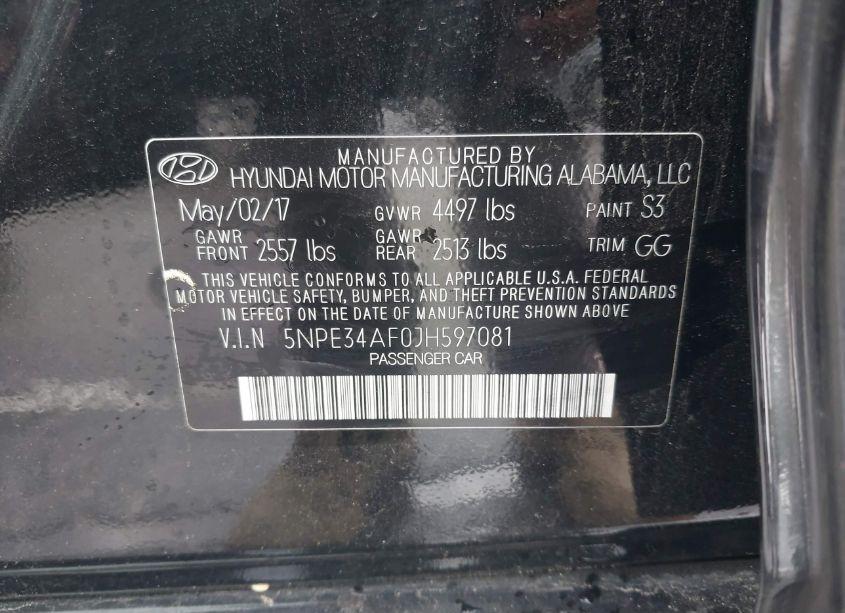 MANUFACTURED BY
HYUNDAI MOTOR MANUFACTURING ALABAMA, LLC
May/02/17 GVWR 4497 lbs PAINT S3
GAWR FRONT 2557 lbs GAWR REAR 2513 lbs TRIM GG
THIS VEHICLE CONFORMS TO ALL APPLICABLE U.S.A. FEDERAL
MOTOR VEHICLE SAFETY, BUMPER, AND THEFT PREVENTION STANDARDS
IN EFFECT ON THE DATE OF MANUFACTURE SHOWN ABOVE
V.I.N 5NPE34AF0JH597081
PASSENGER CAR